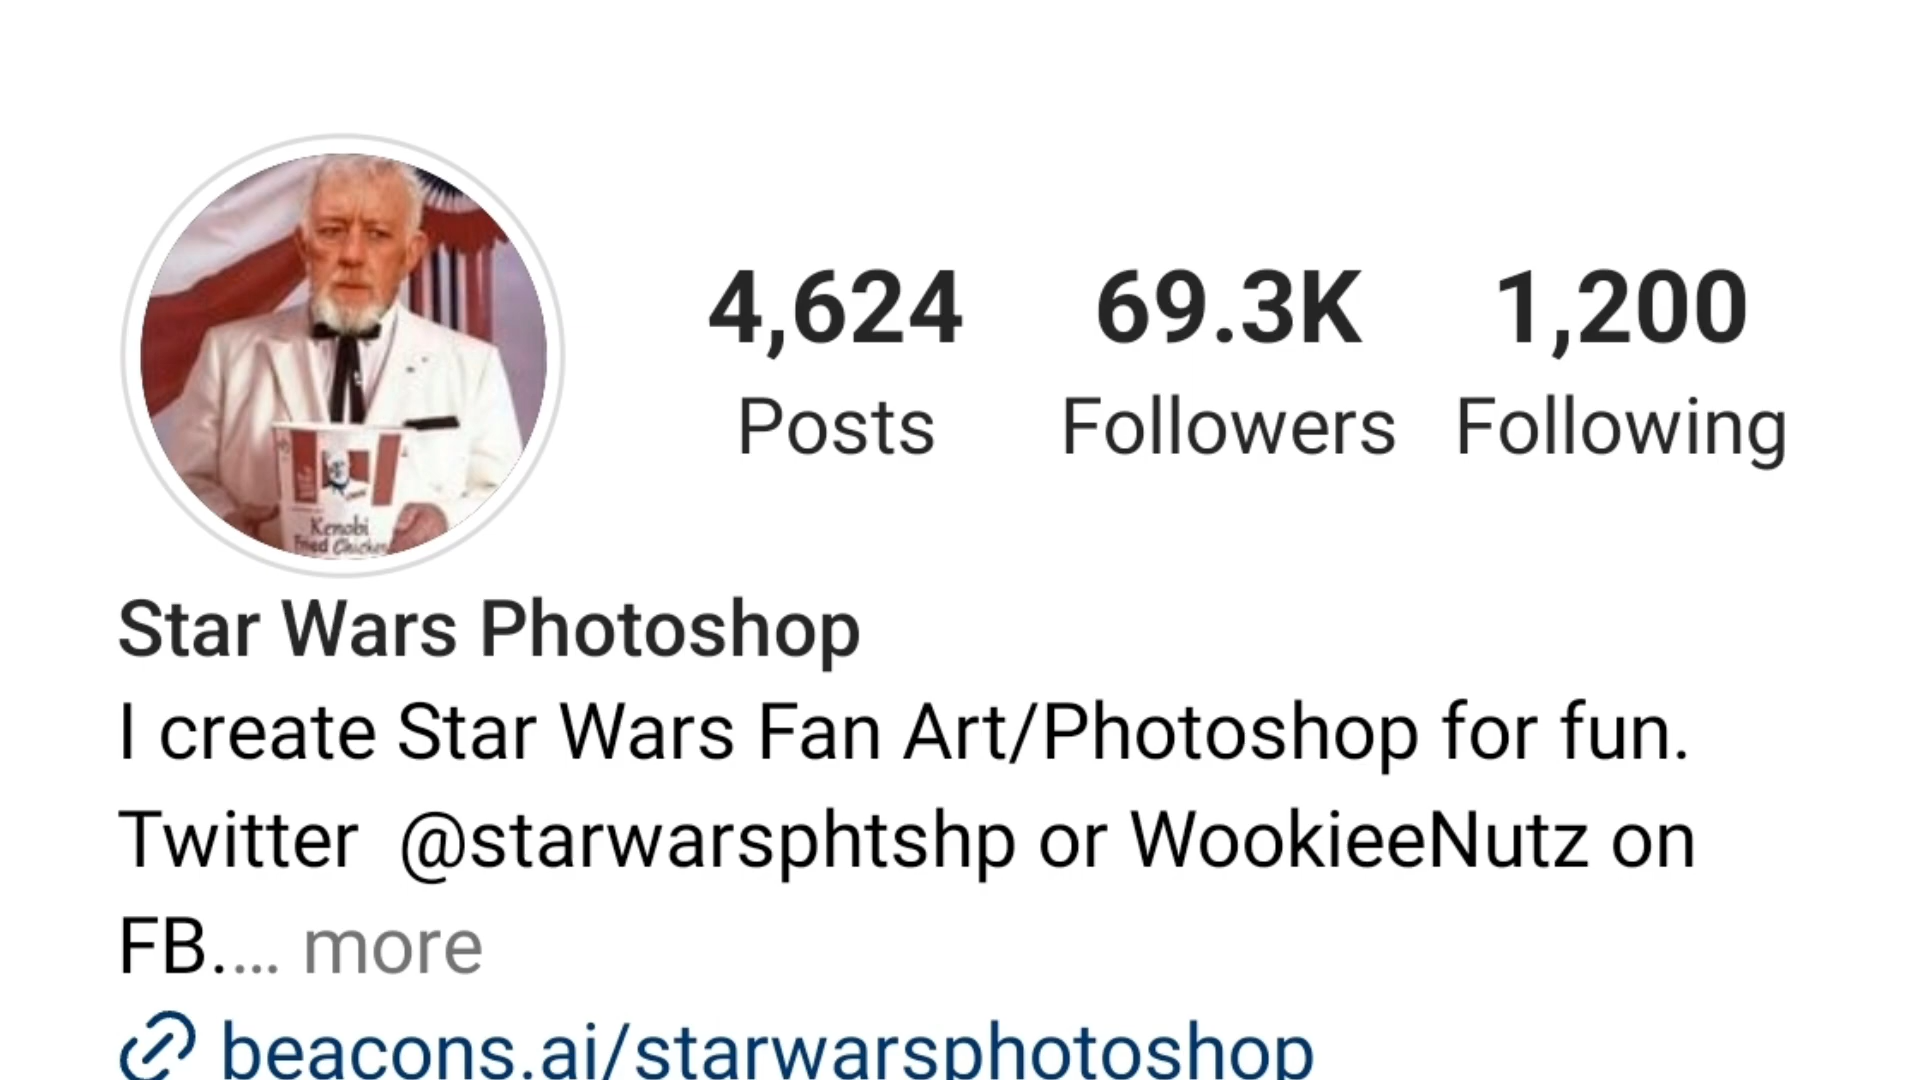 4,624 69.3K 1,200
Posts Followers Following
Kenobi
Fried Chicken
Star Wars Photoshop
I create Star Wars Fan Art/Photoshop for fun.
Twitter @starwarsphtshp or WookieeNutz on
FB.... more
beacons.ai/starwarsphotoshop